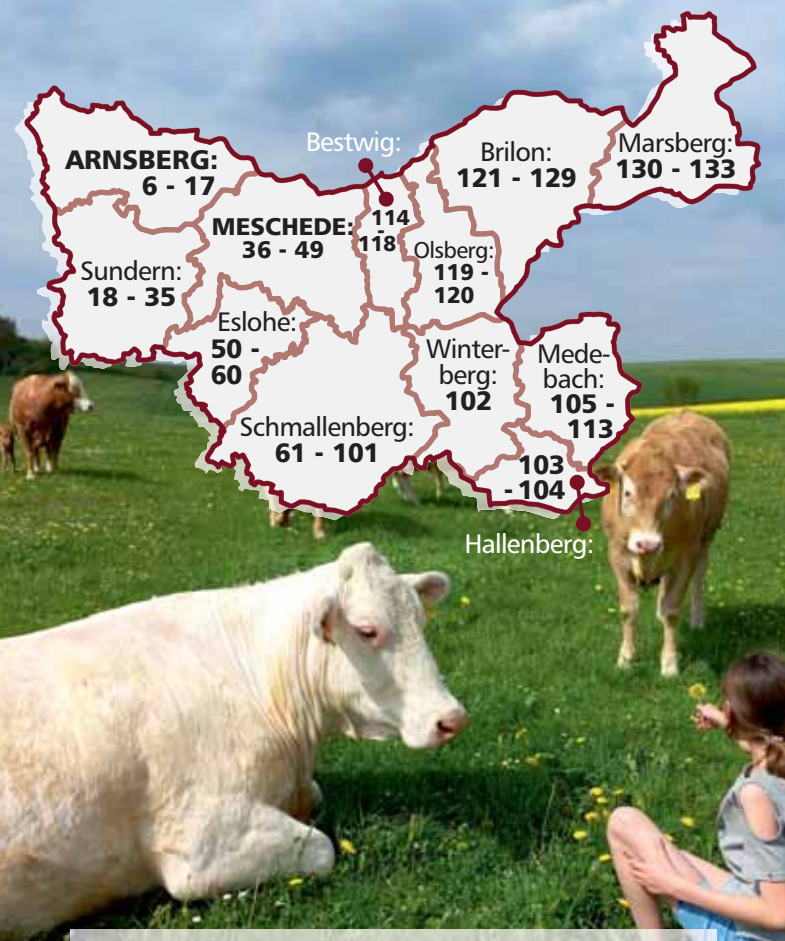 Bestwig:
Brilon:
121 - 129
Marsberg:
130 - 133
ARNSBERG:
6 - 17
MESCHEDE:
36 - 49
114
-
118
Olsberg:
119 -
120
Sundern:
18 - 35
Eslohe:
50 -
60
Winter-
berg:
102
Mede-
bach:
105 -
113
Schmallenberg:
61 - 101
103
- 104
Hallenberg: